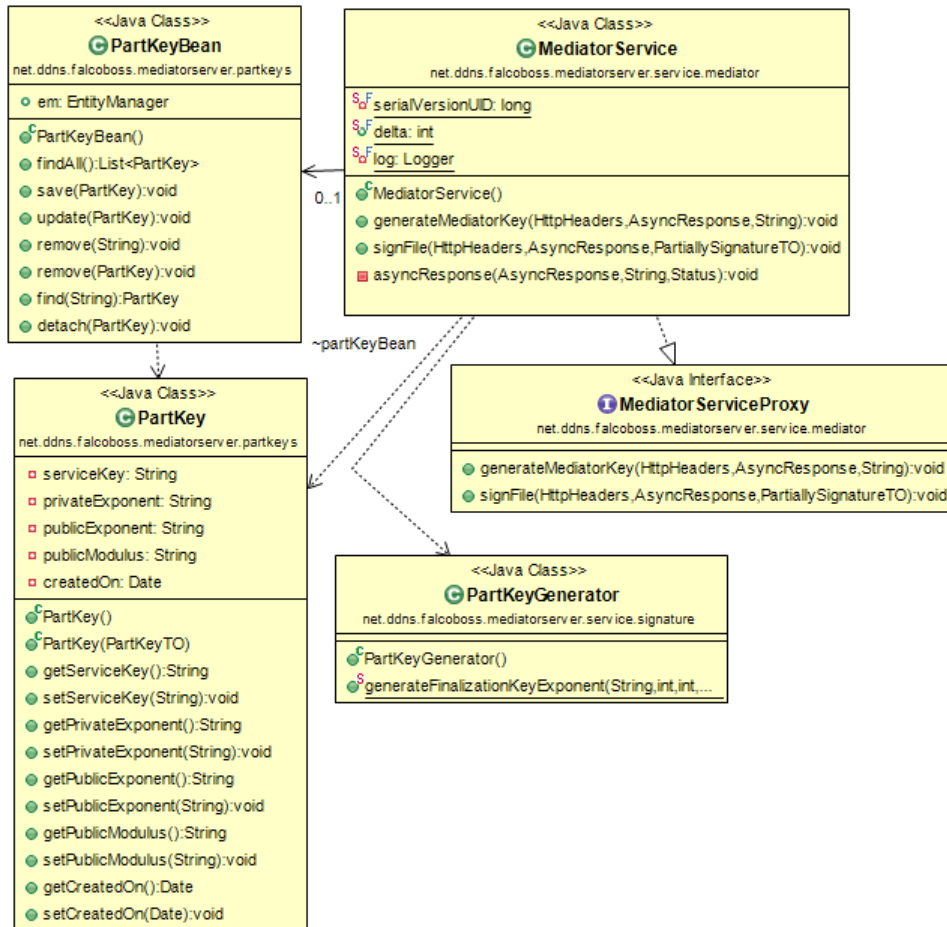 <<Java Class>>
PartKeyBean
net.ddns.falcoboss.mediatorserver.partkeys
em: EntityManager
PartKeyBean()
findAll():List<PartKey>
save(PartKey):void
update(PartKey):void
remove(String):void
remove(PartKey):void
find(String):PartKey
detach(PartKey):void
<<Java Class>>
MediatorService
net.ddns.falcoboss.mediatorserver.service.mediator
serialVersionUID: long
delta: int
log: Logger
MediatorService()
generateMediatorKey(HttpHeaders,AsyncResponse,String):void
signFile(HttpHeaders,AsyncResponse,PartiallySignatureTO):void
asyncResponse(AsyncResponse,String,Status):void
0..1
~partKeyBean
<<Java Class>>
PartKey
net.ddns.falcoboss.mediatorserver.partkeys
serviceKey: String
privateExponent: String
publicExponent: String
publicModulus: String
createdOn: Date
PartKey()
PartKey(PartKeyTO)
getServiceKey():String
setServiceKey(String):void
getPrivateExponent():String
setPrivateExponent(String):void
getPublicExponent():String
setPublicExponent(String):void
getPublicModulus():String
setPublicModulus(String):void
getCreatedOn():Date
setCreatedOn(Date):void
<<Java Interface>>
MediatorServiceProxy
net.ddns.falcoboss.mediatorserver.service.mediator
generateMediatorKey(HttpHeaders,AsyncResponse,String):void
signFile(HttpHeaders,AsyncResponse,PartiallySignatureTO):void
<<Java Class>>
PartKeyGenerator
net.ddns.falcoboss.mediatorserver.service.signature
PartKeyGenerator()
generateFinalizationKeyExponent(String,int,int,...